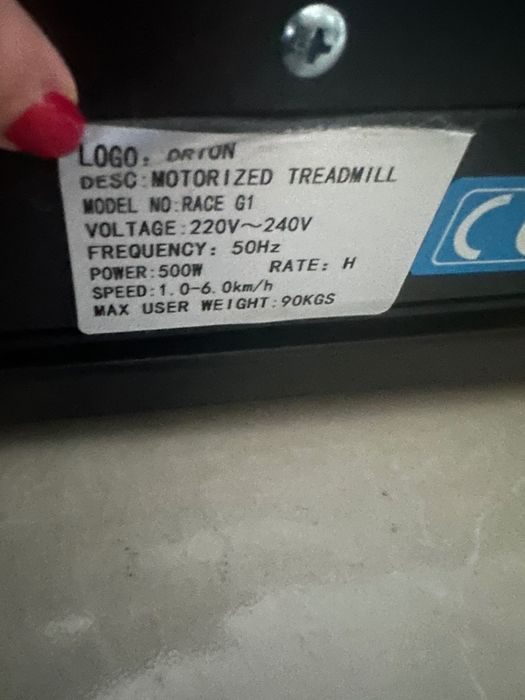 LOGO: ORION
DESC:MOTORIZED TREADMILL
MODEL NO:RACE G1
VOLTAGE:220V～240V
FREQUENCY: 50Hz
POWER:500W RATE: H
SPEED:1.0-6.0km/h
MAX USER WEIGHT:90KGS